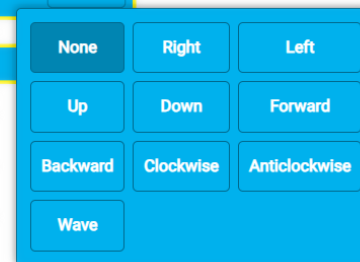 None Right Left
Up Down Forward
Backward Clockwise Anticlockwise
Wave